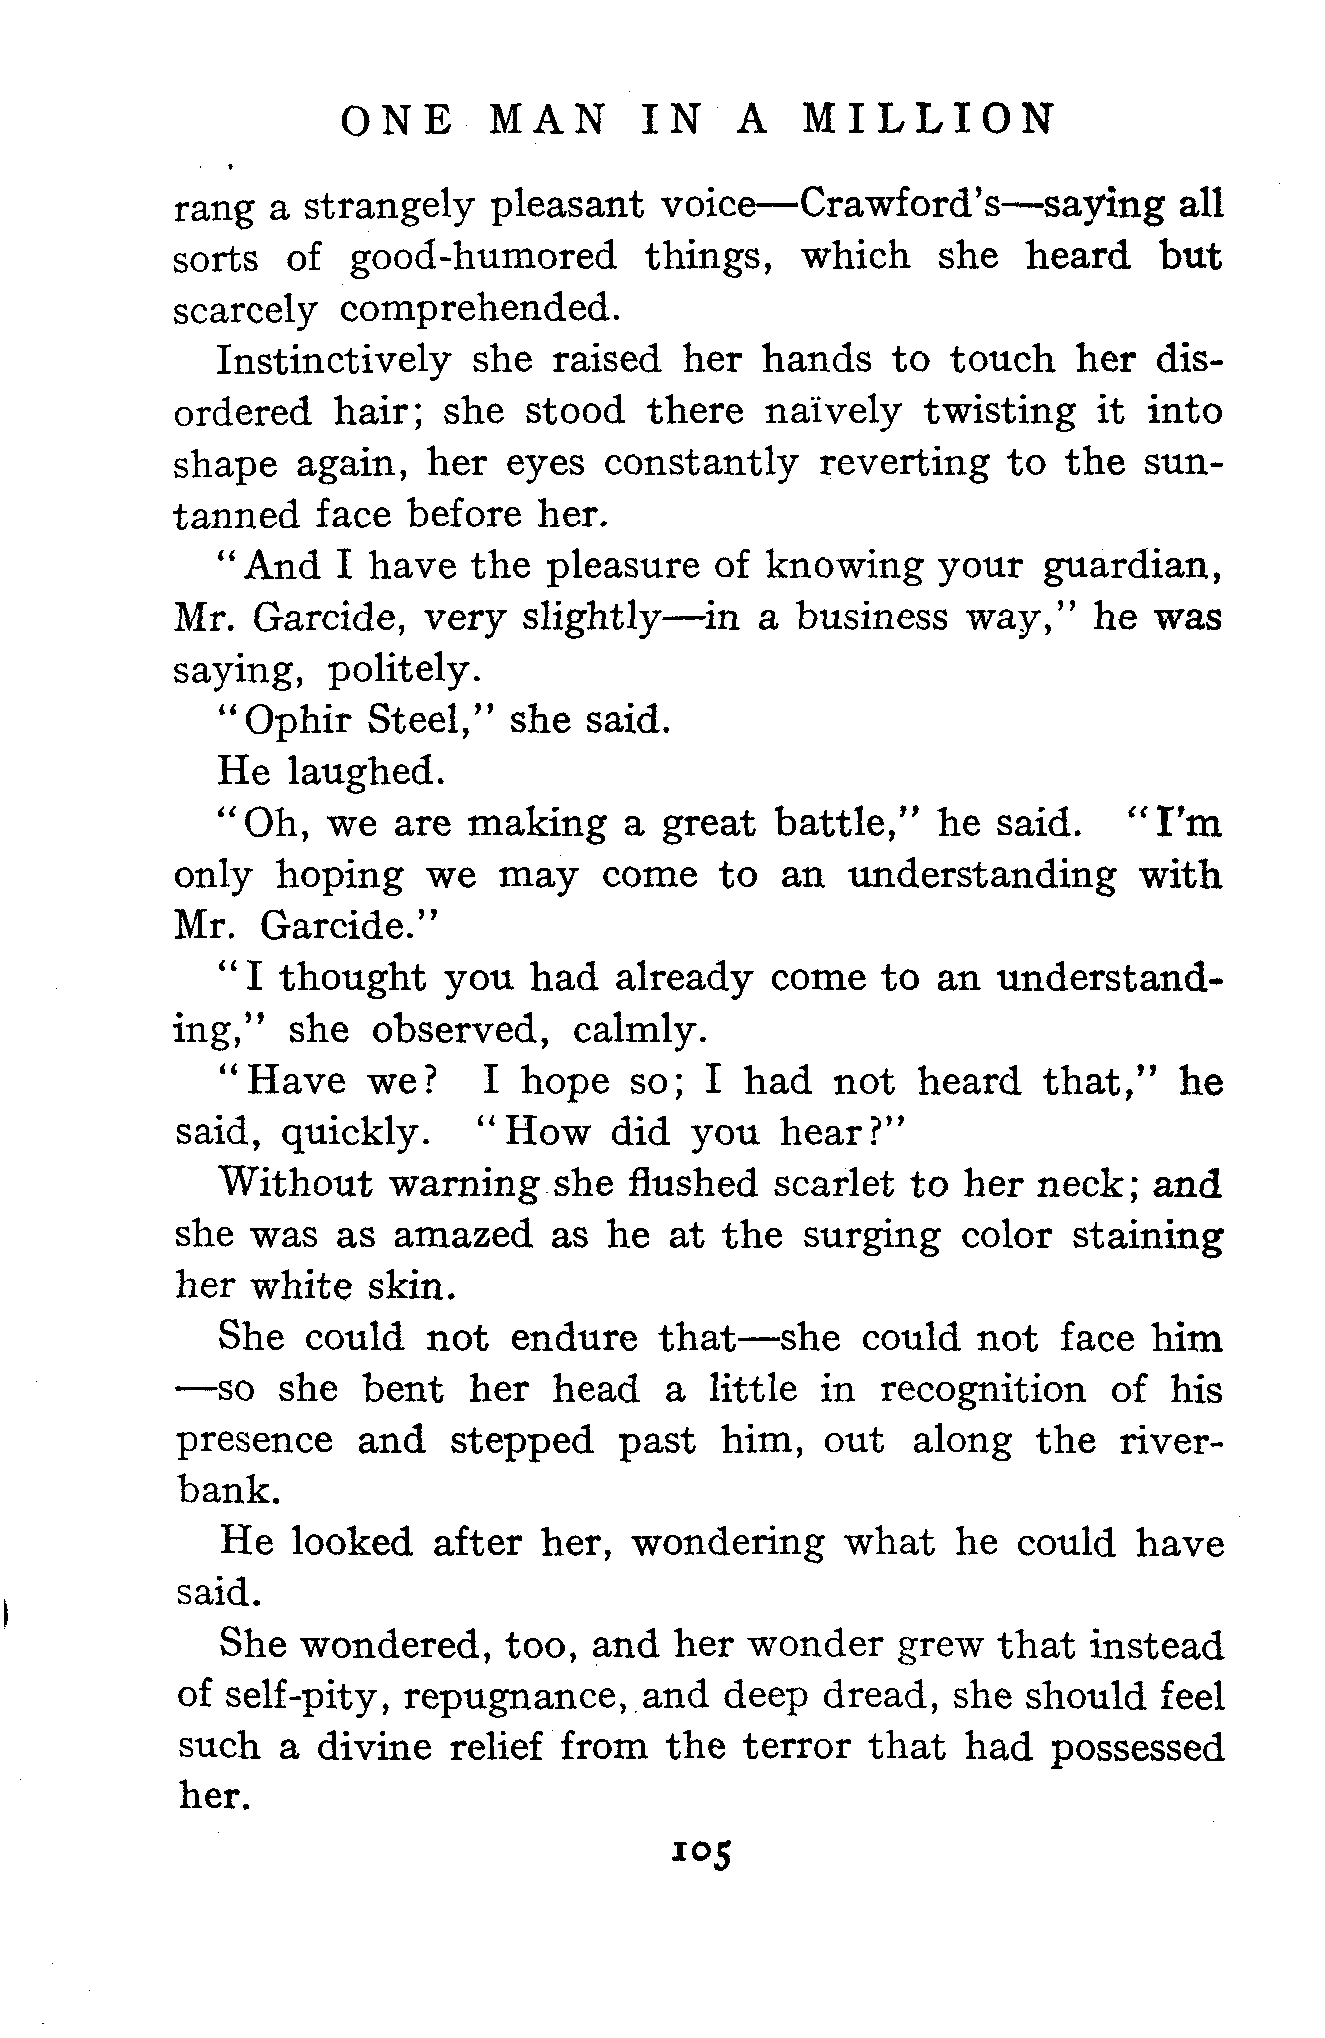 ONE MAN IN A MILLION
rang a strangely pleasant voice—Crawford's—saying all
sorts of good-humored things, which she heard but
scarcely comprehended.
Instinctively she raised her hands to touch her dis-
ordered hair; she stood there naïvely twisting it into
shape again, her eyes constantly reverting to the sun-
tanned face before her.
"And I have the pleasure of knowing your guardian,
Mr. Garcide, very slightly—in a business way," he was
saying, politely.
"Ophir Steel," she said.
He laughed.
"Oh, we are making a great battle," he said. "I'm
only hoping we may come to an understanding with
Mr. Garcide."
"I thought you had already come to an understand-
ing," she observed, calmly.
"Have we? I hope so; I had not heard that," he
said, quickly. "How did you hear?"
Without warning she flushed scarlet to her neck; and
she was as amazed as he at the surging color staining
her white skin.
She could not endure that—she could not face him
—so she bent her head a little in recognition of his
presence and stepped past him, out along the river-
bank.
He looked after her, wondering what he could have
said.
She wondered, too, and her wonder grew that instead
of self-pity, repugnance, and deep dread, she should feel
such a divine relief from the terror that had possessed
her.
105